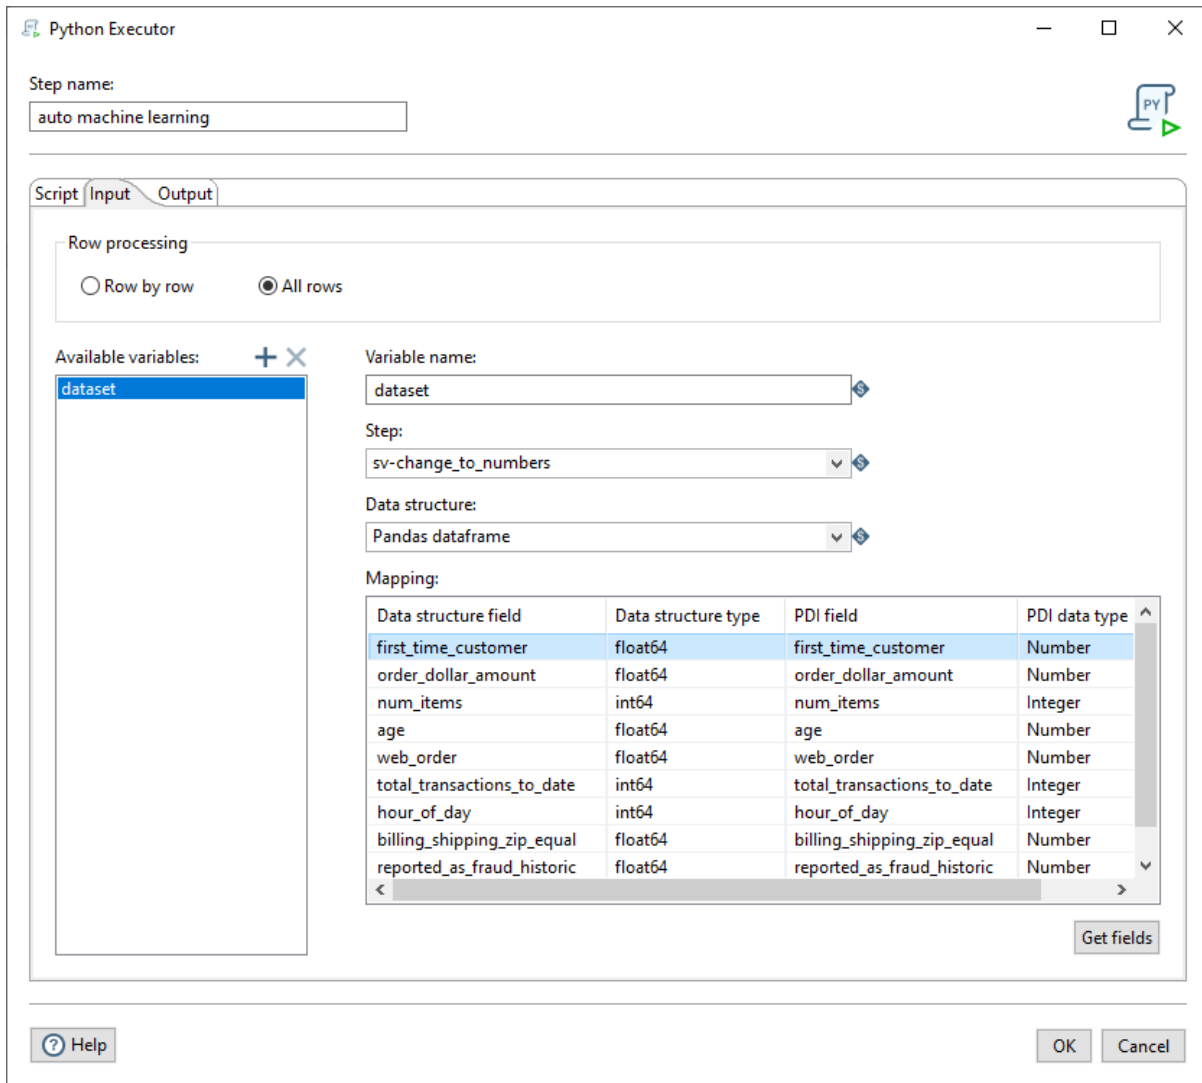 Python Executor
Step name:
auto machine learning
PY
Script Input Output
Row processing
Row by row All rows
Available variables:
dataset
Variable name:
dataset
S
Step:
sv-change_to_numbers
S
Data structure:
Pandas dataframe
S
Mapping:
Data structure field Data structure type PDI field PDI data type
first_time_customer float64 first_time_customer Number
order_dollar_amount float64 order_dollar_amount Number
num_items int64 num_items Integer
age float64 age Number
web_order float64 web_order Number
total_transactions_to_date int64 total_transactions_to_date Integer
hour_of_day int64 hour_of_day Integer
billing_shipping_zip_equal float64 billing_shipping_zip_equal Number
reported_as_fraud_historic float64 reported_as_fraud_historic Number
Get fields
? Help OK Cancel